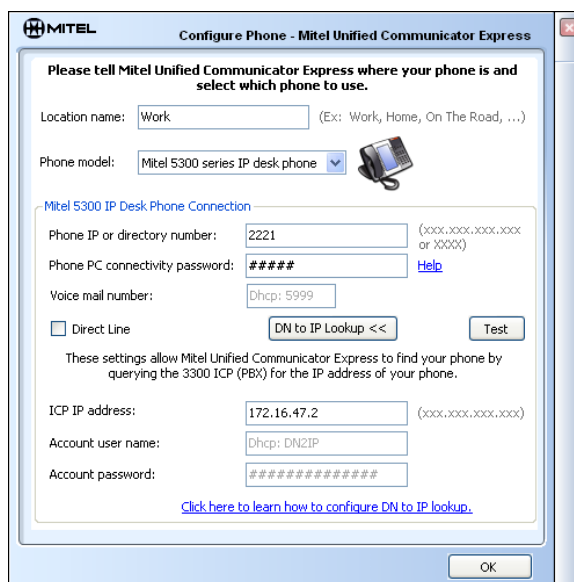 MITEL
Configure Phone - Mitel Unified Communicator Express
Please tell Mitel Unified Communicator Express where your phone is and
select which phone to use.
Location name: Work (Ex: Work, Home, On The Road, ...)
Phone model: Mitel 5300 series IP desk phone
Mitel 5300 IP Desk Phone Connection
Phone IP or directory number: 2221 (xxx.xxx.xxx.xxx
or XXXX)
Phone PC connectivity password: ##### Help
Voice mail number: Dhcp: 5999
Direct Line DN to IP Lookup << Test
These settings allow Mitel Unified Communicator Express to find your phone by
querying the 3300 ICP (PBX) for the IP address of your phone.
ICP IP address: 172.16.47.2 (xxx.xxx.xxx.xxx)
Account user name: Dhcp: DN2IP
Account password: ##############
Click here to learn how to configure DN to IP lookup.
OK